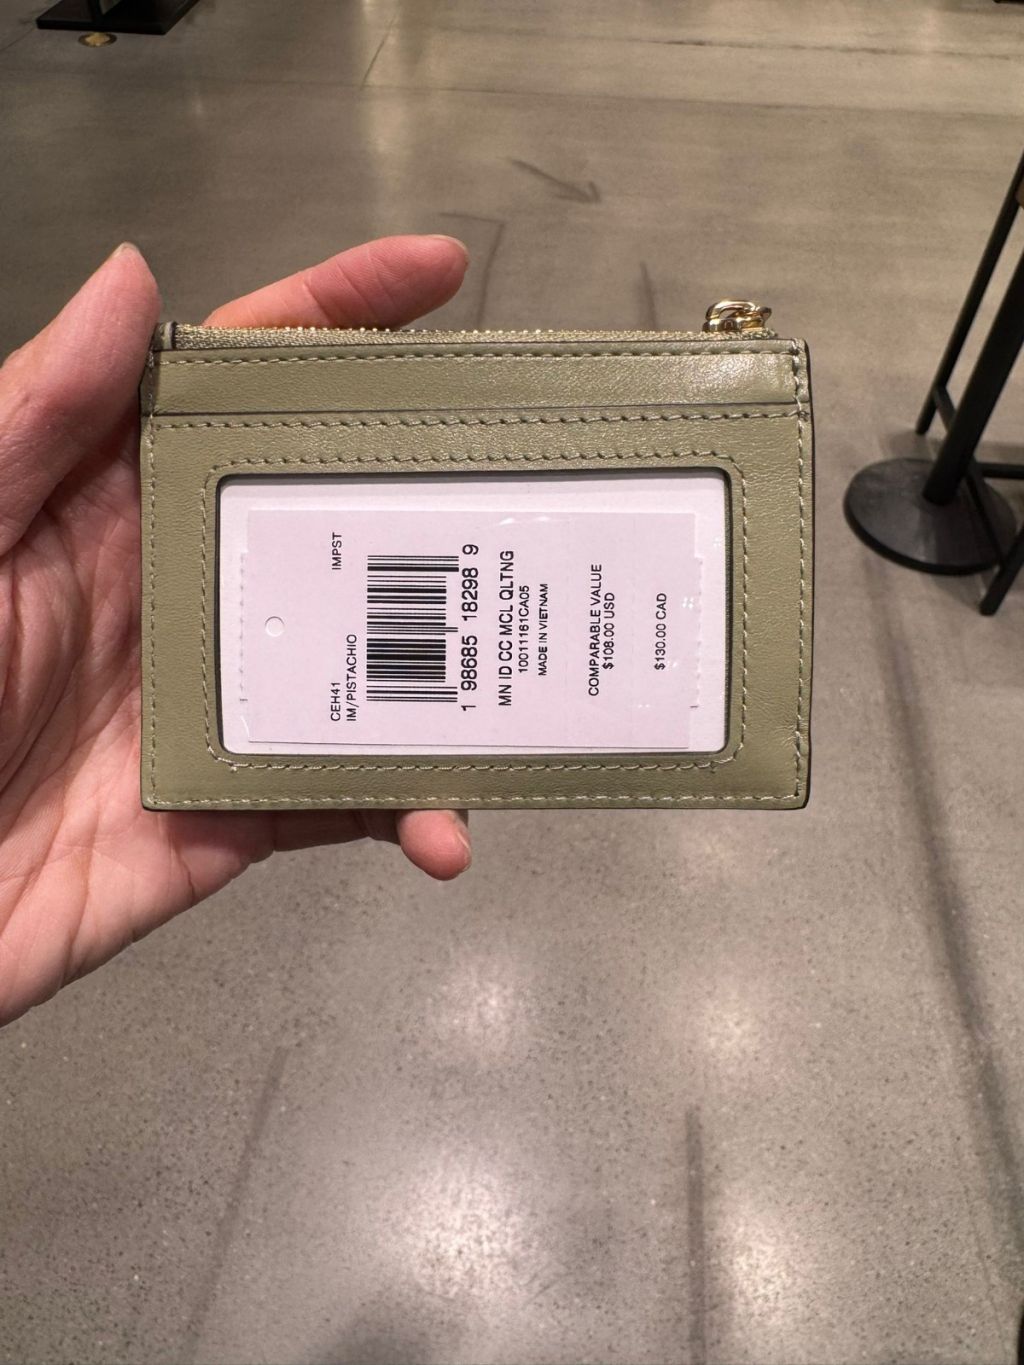 CEH41 IMPST
IM/PISTACHIO
1 98685 18298 9
MN ID CC MCL QLTNG
10011161CA05
MADE IN VIETNAM
COMPARABLE VALUE
$108.00 USD
$130.00 CAD